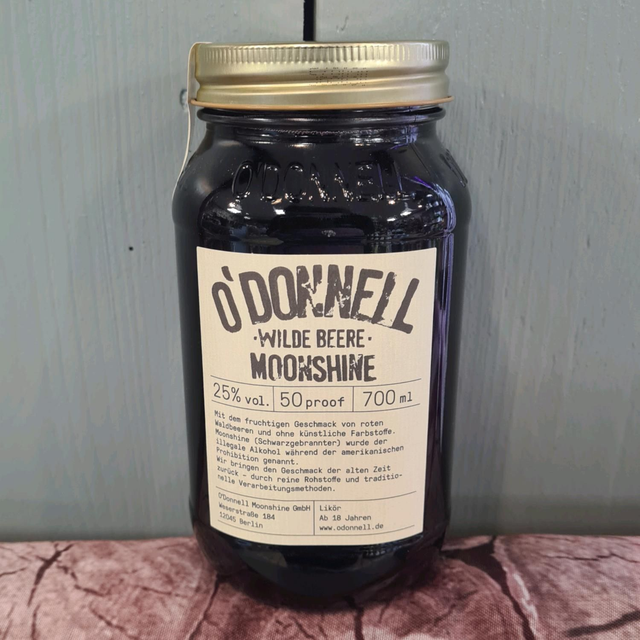 O'DONNELL
O'DONNELL
·WILDE BEERE·
MOONSHINE
25% vol. 50 proof 700 ml
Mit dem fruchtigen Geschmack von roten
Waldbeeren und ohne künstliche Farbstoffe.
Moonshine (Schwarzgebrannter) wurde der
illegale Alkohol während der amerikanischen
Prohibition genannt.
Wir bringen den Geschmack der alten Zeit
zurück - durch reine Rohstoffe und traditio-
nelle Verarbeitungsmethoden.
O'Donnell Moonshine GmbH
Weserstraße 184
12045 Berlin
Likör
Ab 18 Jahren
www.odonnell.de